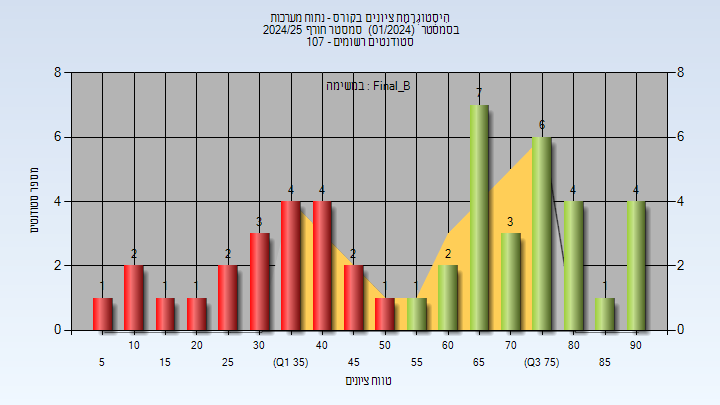 היסטוגרמת ציונים בקורס - נתוח מערכות
בסמסטר (01/2024) סמסטר חורף 2024/25
סטודנטים רשומים - 107
במשימה : Final_B
מספר סטודנטים
8 8
6 6
4 4
2 2
0 0
1 2 1 1 2 3 4 4 2 1 1 2 7 3 6 4 1 4
10 20 30 40 50 60 70 80 90
5 15 25 (Q1 35) 45 55 65 (Q3 75) 85
טווח ציונים